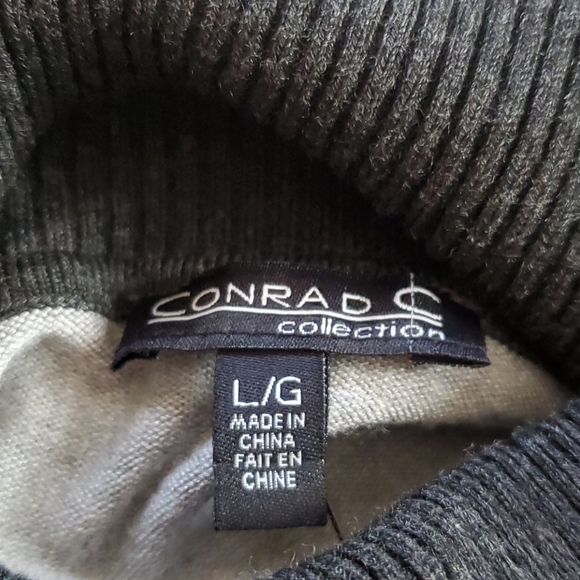 CONRAD C
collection
L/G
MADE IN
CHINA
FAIT EN
CHINE